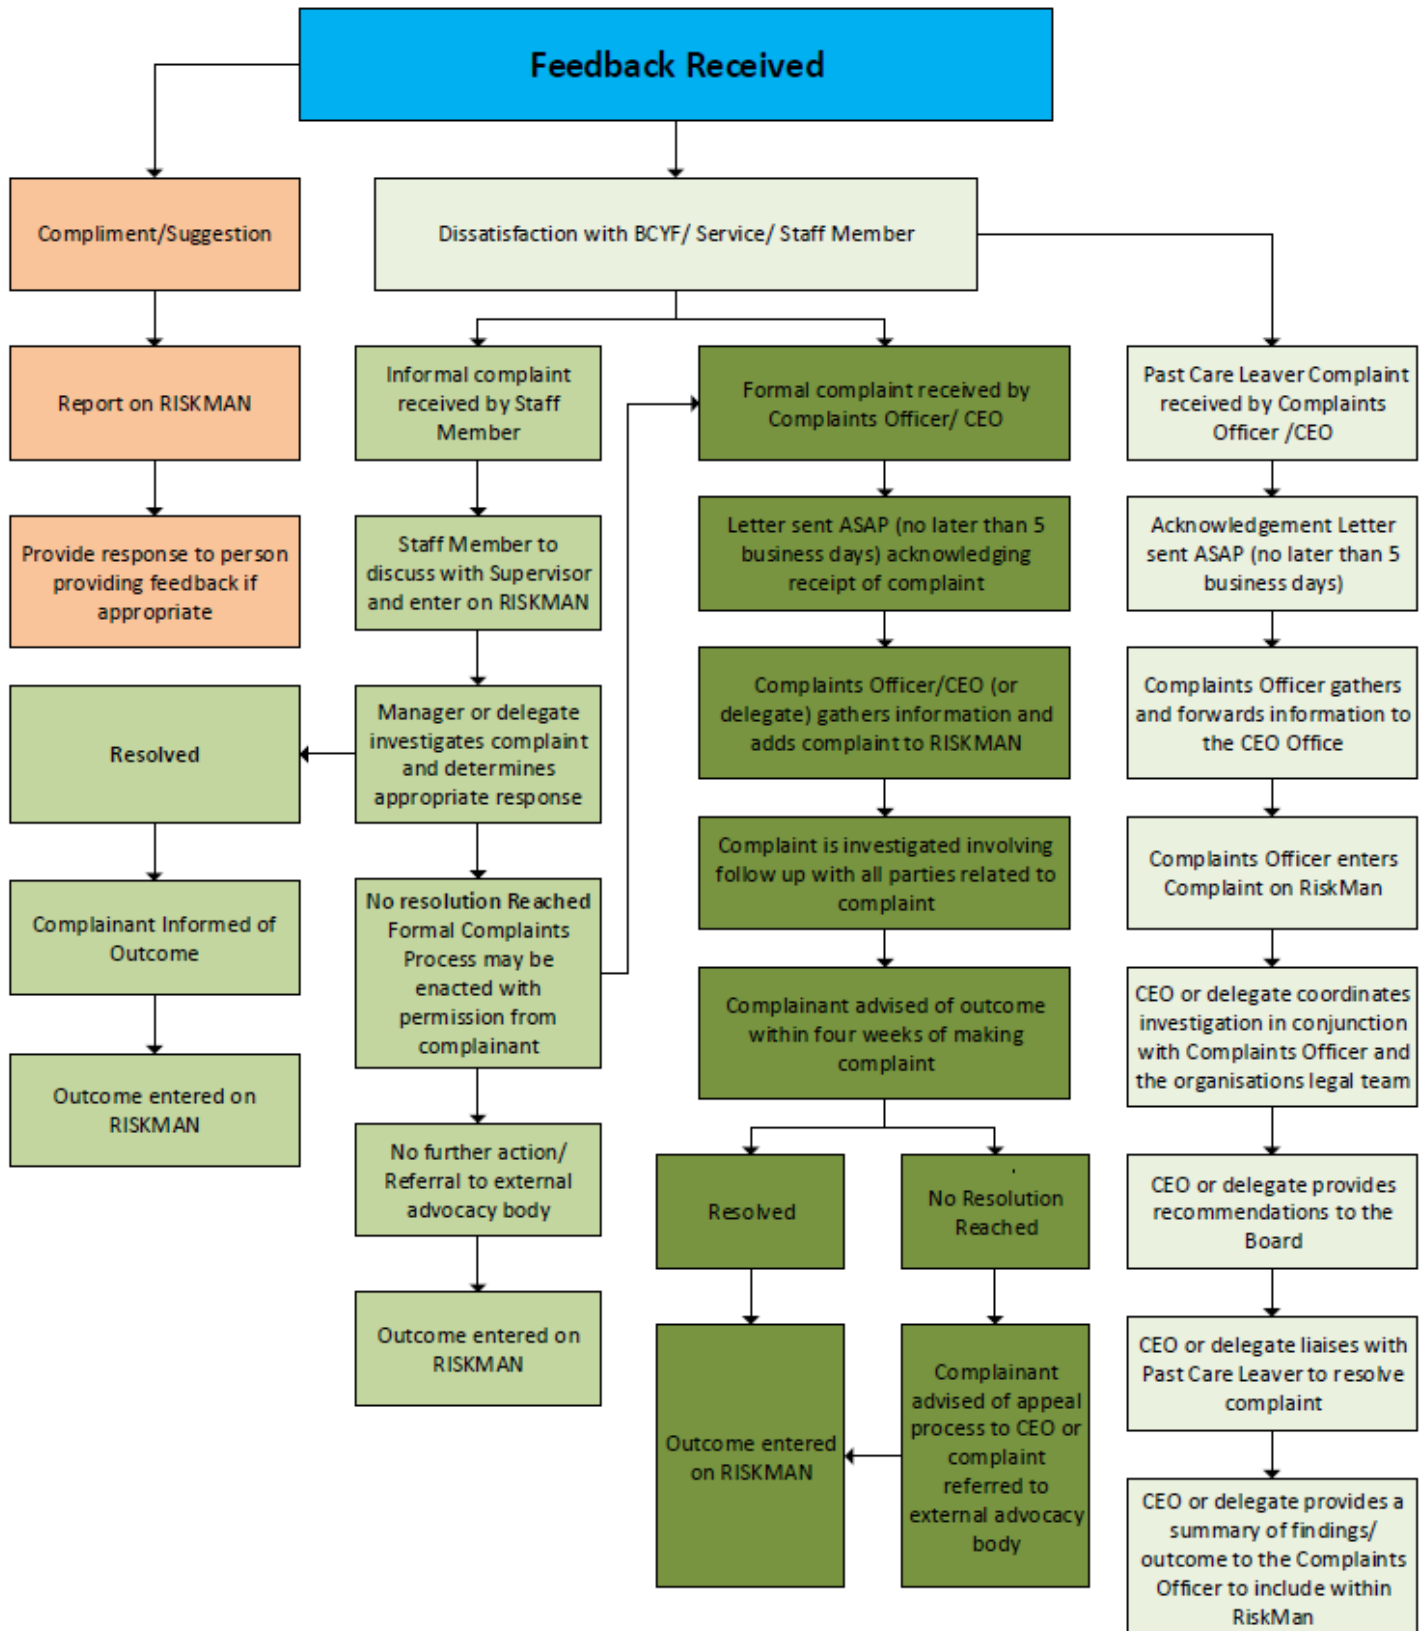 Feedback Received
Compliment/Suggestion
Report on RISKMAN
Provide response to person
providing feedback if
appropriate
Dissatisfaction with BCYF/ Service/ Staff Member
Informal complaint
received by Staff
Member
Staff Member to
discuss with Supervisor
and enter on RISKMAN
Manager or delegate
investigates complaint
and determines
appropriate response
Resolved
Complainant Informed of
Outcome
Outcome entered on
RISKMAN
No resolution Reached
Formal Complaints
Process may be
enacted with
permission from
complainant
No further action/
Referral to external
advocacy body
Outcome entered on
RISKMAN
Formal complaint received by
Complaints Officer/ CEO
Letter sent ASAP (no later than 5
business days) acknowledging
receipt of complaint
Complaints Officer/CEO (or
delegate) gathers information and
adds complaint to RISKMAN
Complaint is investigated involving
follow up with all parties related to
complaint
Complainant advised of outcome
within four weeks of making
complaint
Resolved
Outcome entered
on RISKMAN
No Resolution
Reached
Complainant
advised of appeal
process to CEO or
complaint
referred to
external advocacy
body
Past Care Leaver Complaint
received by Complaints
Officer /CEO
Acknowledgement Letter
sent ASAP (no later than 5
business days)
Complaints Officer gathers
and forwards information to
the CEO Office
Complaints Officer enters
Complaint on RiskMan
CEO or delegate coordinates
investigation in conjunction
with Complaints Officer and
the organisations legal team
CEO or delegate provides
recommendations to the
Board
CEO or delegate liaises with
Past Care Leaver to resolve
complaint
CEO or delegate provides a
summary of findings/
outcome to the Complaints
Officer to include within
RiskMan